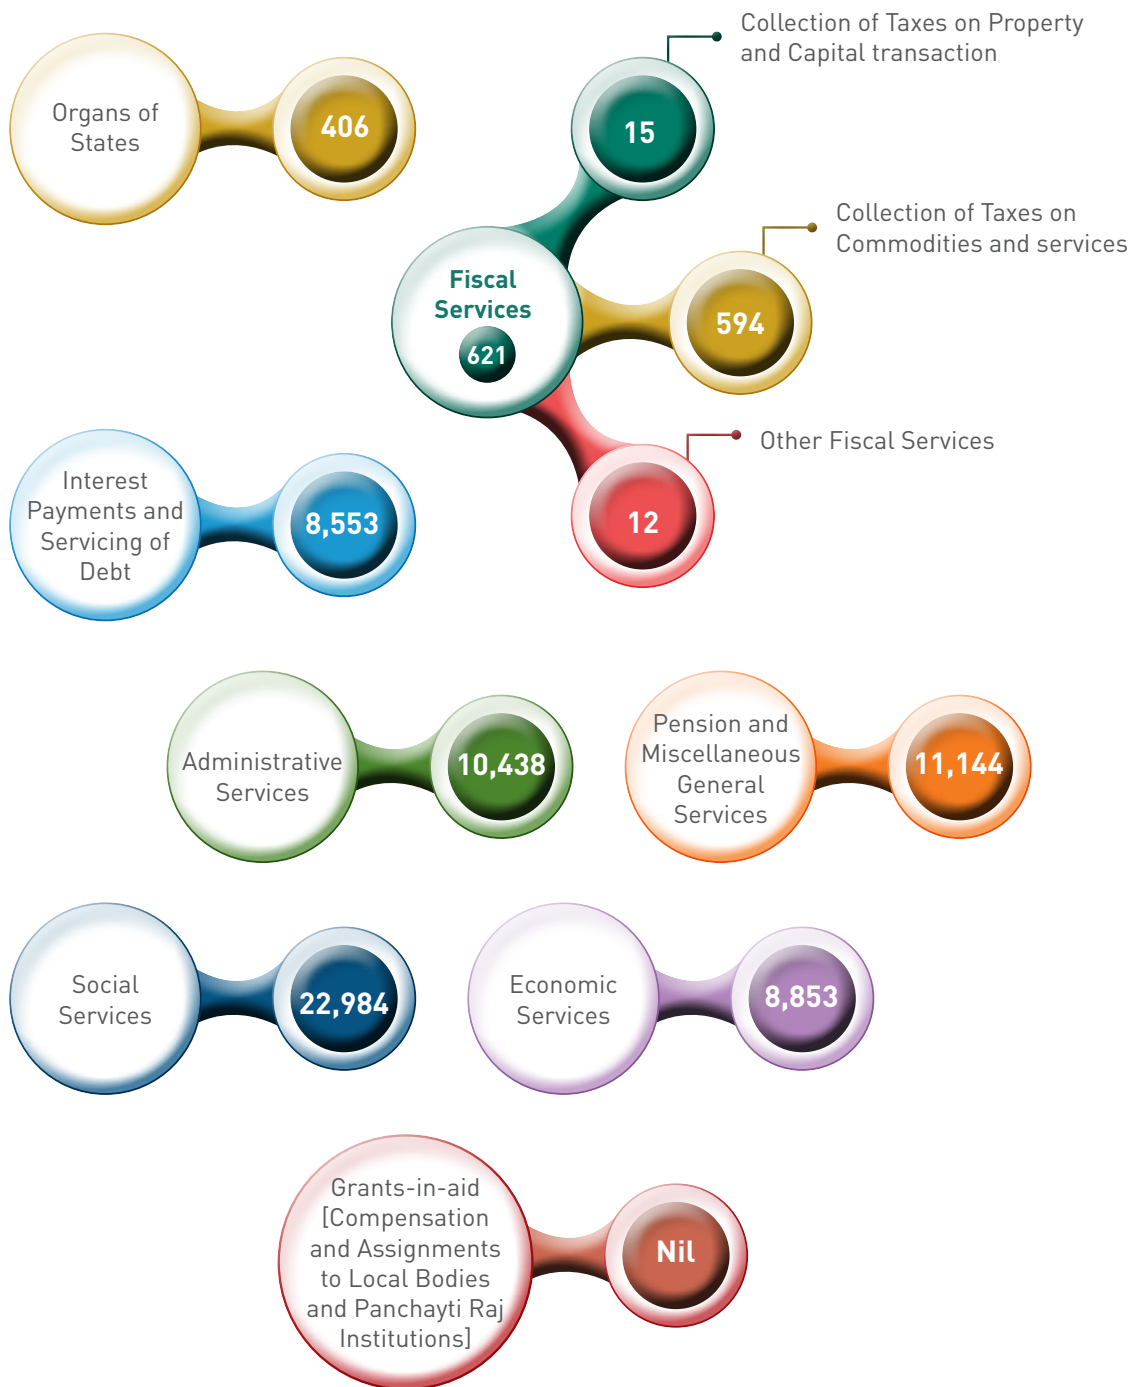 Organs of
States
406
Collection of Taxes on Property
and Capital transaction
15
Collection of Taxes on
Commodities and services
594
Fiscal
Services
621
Other Fiscal Services
12
Interest
Payments and
Servicing of
Debt
8,553
Administrative
Services
10,438
Pension and
Miscellaneous
General
Services
11,144
Social
Services
22,984
Economic
Services
8,853
Grants-in-aid
[Compensation
and Assignments
to Local Bodies
and Panchayti Raj
Institutions]
Nil